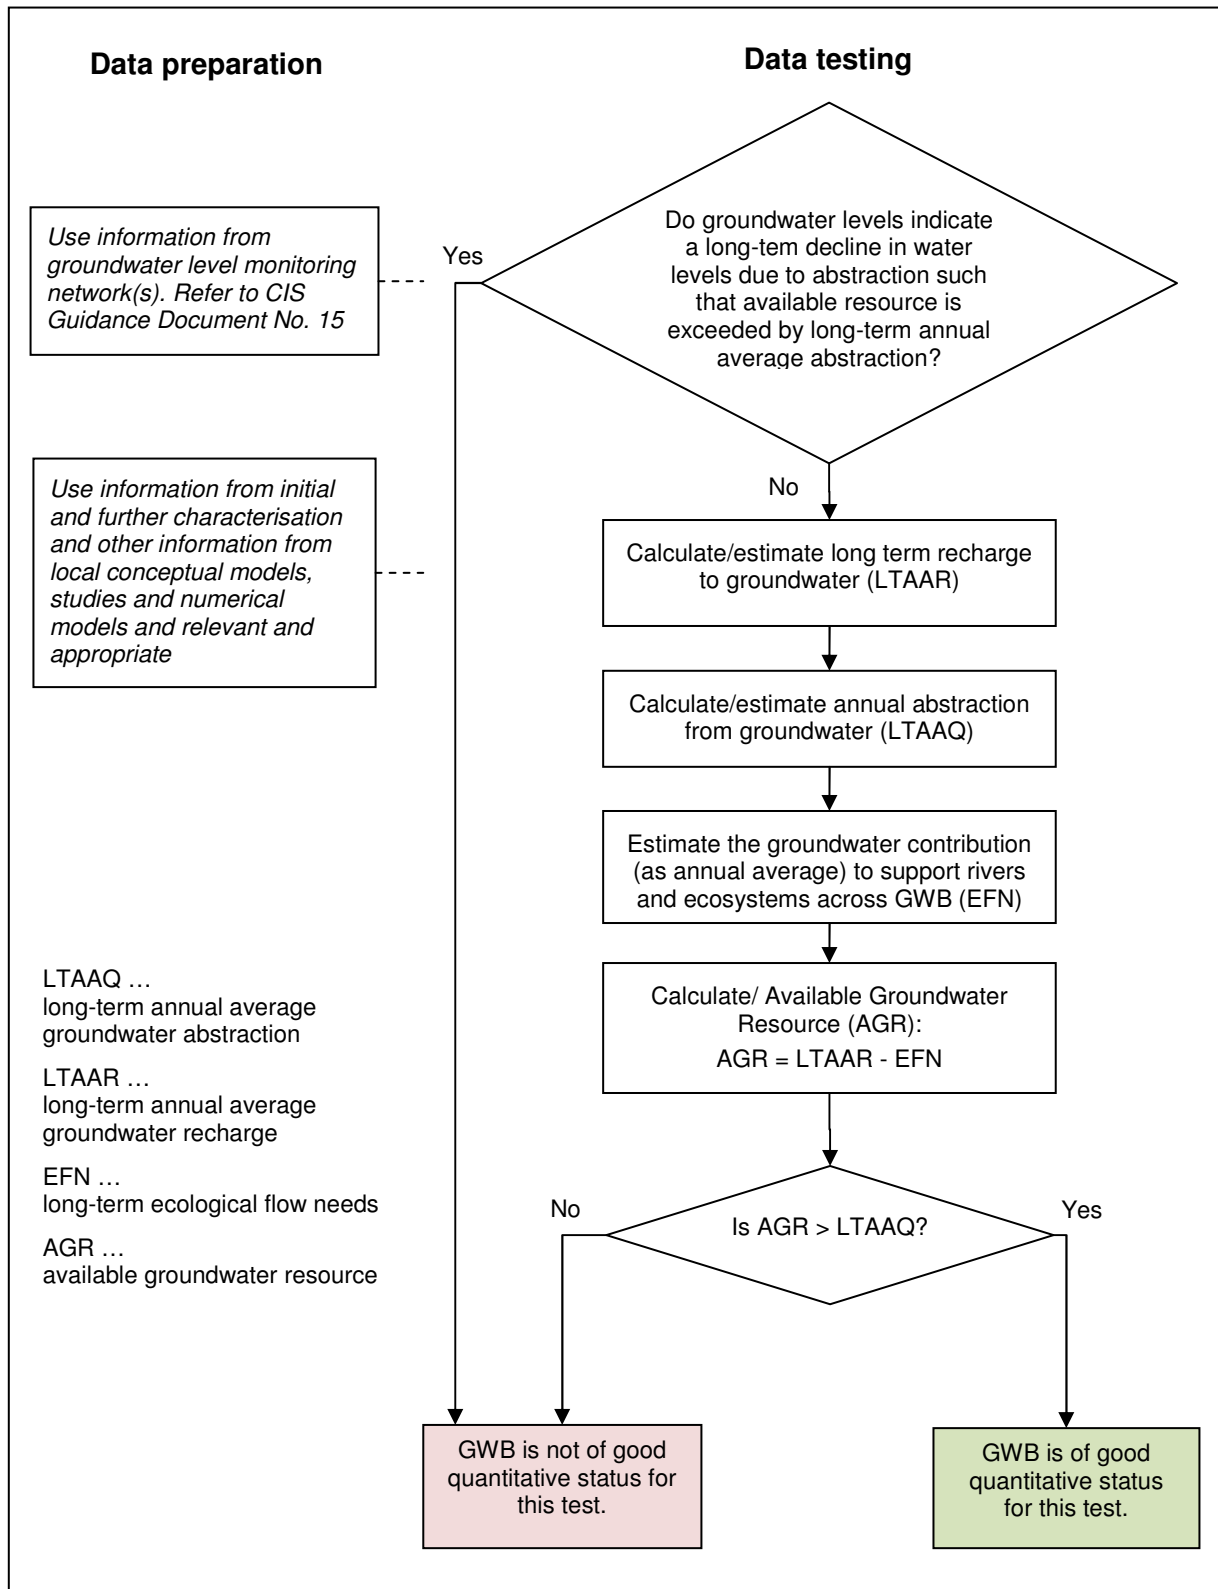 Data preparation
Data testing
Use information from
groundwater level monitoring
network(s). Refer to CIS
Guidance Document No. 15
Yes
Do groundwater levels indicate
a long-tem decline in water
levels due to abstraction such
that available resource is
exceeded by long-term annual
average abstraction?
No
Use information from initial
and further characterisation
and other information from
local conceptual models,
studies and numerical
models and relevant and
appropriate
Calculate/estimate long term recharge
to groundwater (LTAAR)
Calculate/estimate annual abstraction
from groundwater (LTAAQ)
Estimate the groundwater contribution
(as annual average) to support rivers
and ecosystems across GWB (EFN)
Calculate/ Available Groundwater
Resource (AGR):
AGR = LTAAR - EFN
LTAAQ …
long-term annual average
groundwater abstraction
LTAAR …
long-term annual average
groundwater recharge
EFN …
long-term ecological flow needs
AGR …
available groundwater resource
No
Is AGR > LTAAQ?
Yes
GWB is not of good
quantitative status for
this test.
GWB is of good
quantitative status
for this test.